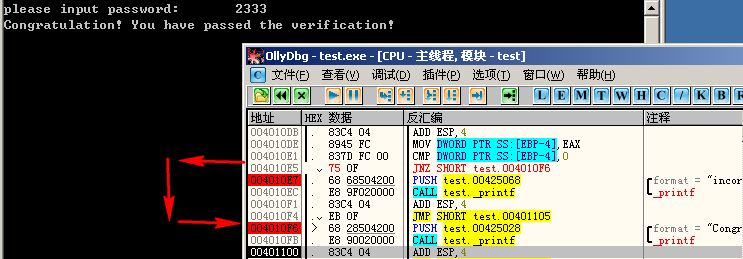 please input password:       2333
Congratulation! You have passed the verification!
OllyDbg - test.exe - [CPU - 主线程, 模块 - test]
C 文件(F) 查看(V) 调试(D) 插件(P) 选项(T) 窗口(W) 帮助(H)
L E M T W H C / K B R
地址 HEX 数据 反汇编 注释
004010DE . 83C4 04 ADD ESP,4
004010DE . 8945 FC MOV DWORD PTR SS:[EBP-4],EAX
004010E1 . 837D FC 00 CMP DWORD PTR SS:[EBP-4],0
004010E5 . 75 0F JNZ SHORT test.004010F6
004010E7 . 68 68504200 PUSH test.00425068 format = "incor
004010EC . E8 9F020000 CALL test._printf _printf
004010F1 . 83C4 04 ADD ESP,4
004010F4 . EB 0F JMP SHORT test.00401105
004010F6 > 68 28504200 PUSH test.00425028 format = "Congr
004010FB . E8 90020000 CALL test._printf _printf
00401100 . 83C4 04 ADD ESP,4